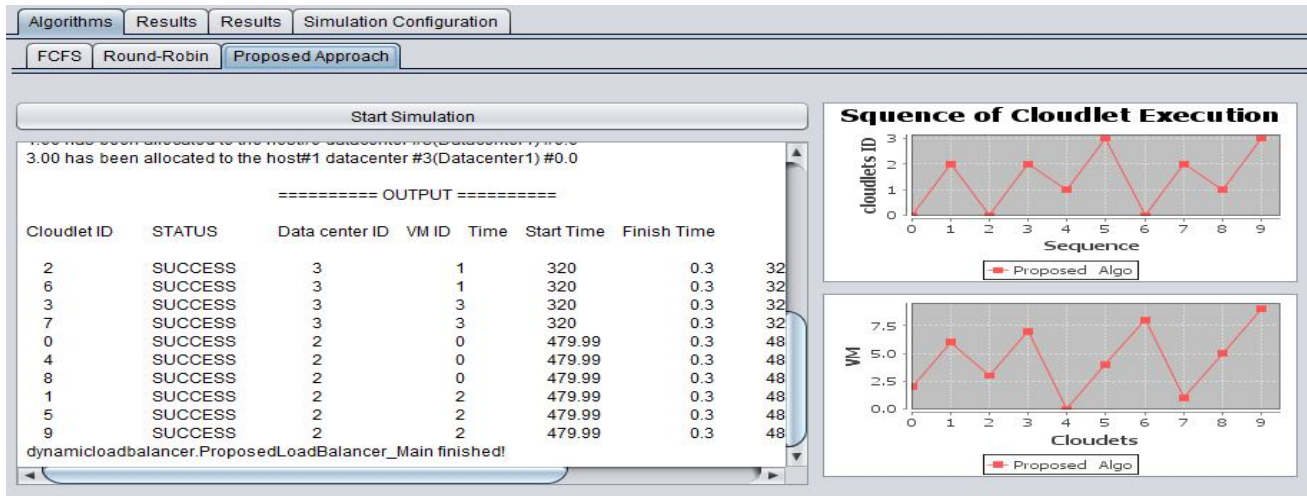 Algorithms Results Results Simulation Configuration
FCFS Round-Robin Proposed Approach
Start Simulation
3.00 has been allocated to the host#1 datacenter #3(Datacenter1) #0.0
========== OUTPUT ==========
Cloudlet ID STATUS Data center ID VM ID Time Start Time Finish Time
2 SUCCESS 3 1 320 0.3 32
6 SUCCESS 3 1 320 0.3 32
3 SUCCESS 3 3 320 0.3 32
7 SUCCESS 3 3 320 0.3 32
0 SUCCESS 2 0 479.99 0.3 48
4 SUCCESS 2 0 479.99 0.3 48
8 SUCCESS 2 0 479.99 0.3 48
1 SUCCESS 2 2 479.99 0.3 48
5 SUCCESS 2 2 479.99 0.3 48
9 SUCCESS 2 2 479.99 0.3 48
dynamicloadbalancer.ProposedLoadBalancer_Main finished!
Squence of Cloudlet Execution
cloudlets ID
3
2
1
0
0 1 2 3 4 5 6 7 8 9
Sequence
Proposed Algo
VM
7.5
5.0
2.5
0.0
0 1 2 3 4 5 6 7 8 9
Cloudets
Proposed Algo